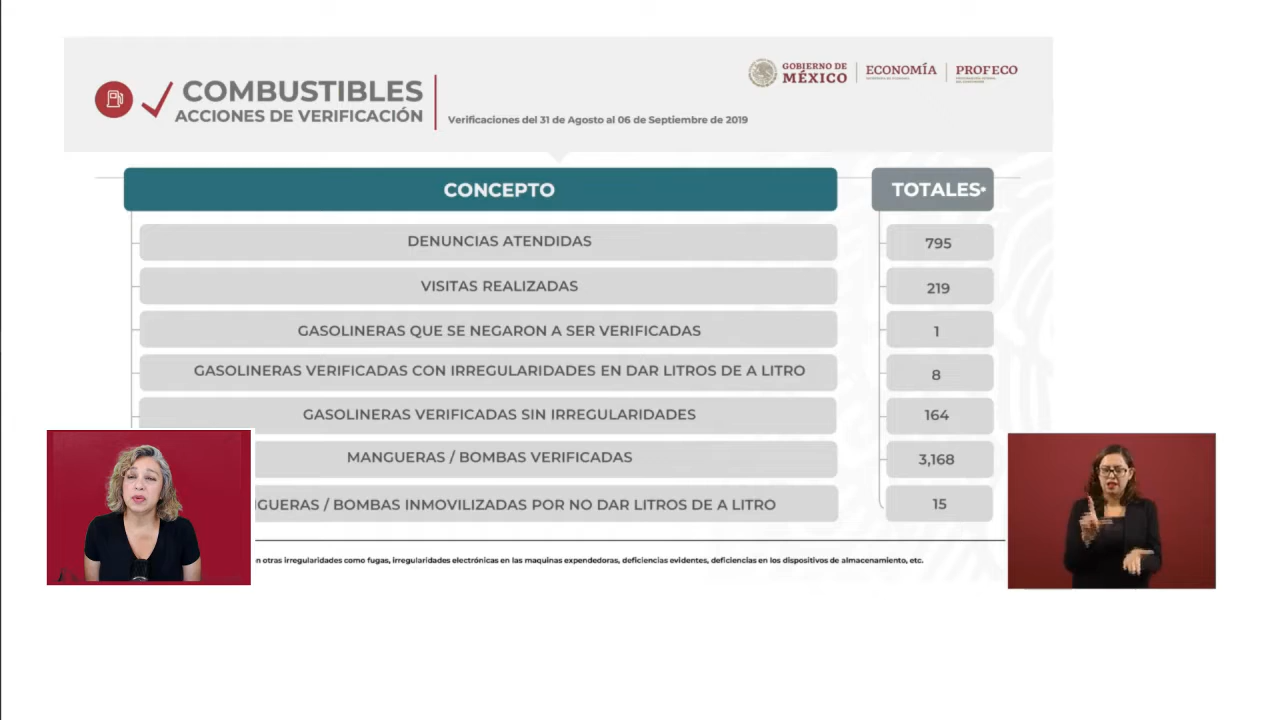 COMBUSTIBLES
ACCIONES DE VERIFICACIÓN
Verificaciones del 31 de Agosto al 06 de Septiembre de 2019
GOBIERNO DE
MÉXICO
ECONOMÍA
PROFECO
CONCEPTO
TOTALES•
DENUNCIAS ATENDIDAS
795
VISITAS REALIZADAS
219
GASOLINERAS QUE SE NEGARON A SER VERIFICADAS
1
GASOLINERAS VERIFICADAS CON IRREGULARIDADES EN DAR LITROS DE A LITRO
8
GASOLINERAS VERIFICADAS SIN IRREGULARIDADES
164
MANGUERAS / BOMBAS VERIFICADAS
3,168
GUERAS / BOMBAS INMOVILIZADAS POR NO DAR LITROS DE A LITRO
15
n otras irregularidades como fugas, irregularidades electrónicas en las maquinas expendedoras, deficiencias evidentes, deficiencias en los dispositivos de almacenamiento, etc.